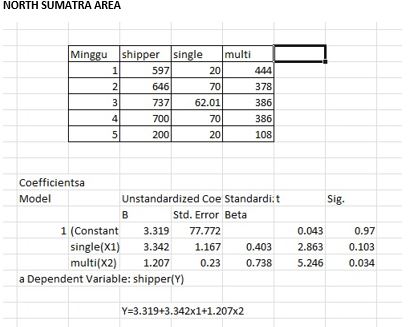 NORTH SUMATRA AREA
Minggu shipper single multi
1 597 20 444
2 646 70 378
3 737 62.01 386
4 700 70 386
5 200 20 108
Coefficientsa
Model Unstandardized Coe Standardi: t Sig.
B Std. Error Beta
1 (Constant 3.319 77.772 0.043 0.97
single(X1) 3.342 1.167 0.403 2.863 0.103
multi(X2) 1.207 0.23 0.738 5.246 0.034
a Dependent Variable: shipper(Y)
Y=3.319+3.342x1+1.207x2